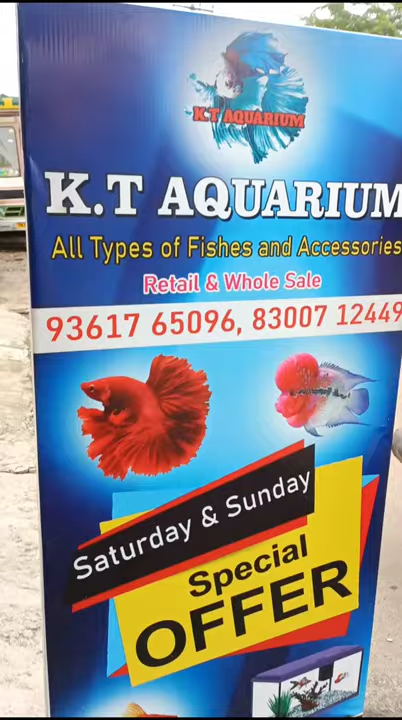 K.T AQUARIUM
K.T AQUARIUM
All Types of Fishes and Accessories
Retail & Whole Sale
93617 65096, 83007 12449
Saturday & Sunday
Special
OFFER